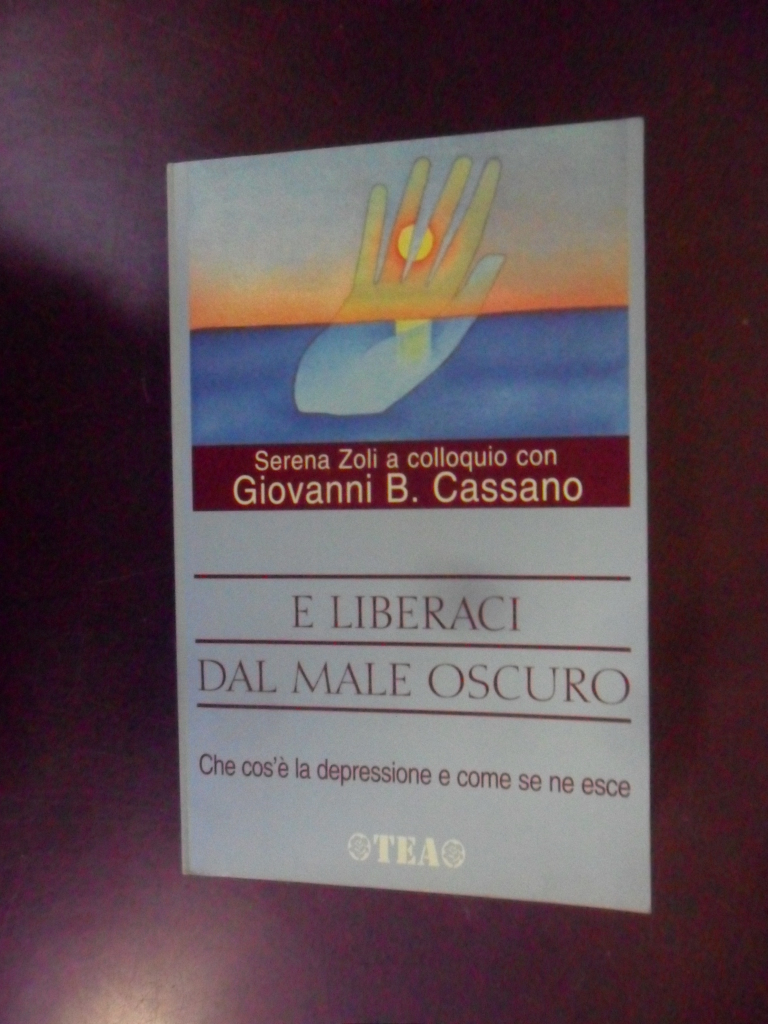 Serena Zoli a colloquio con
Giovanni B. Cassano
E LIBERACI
DAL MALE OSCURO
Che cos'è la depressione e come se ne esce
TEA